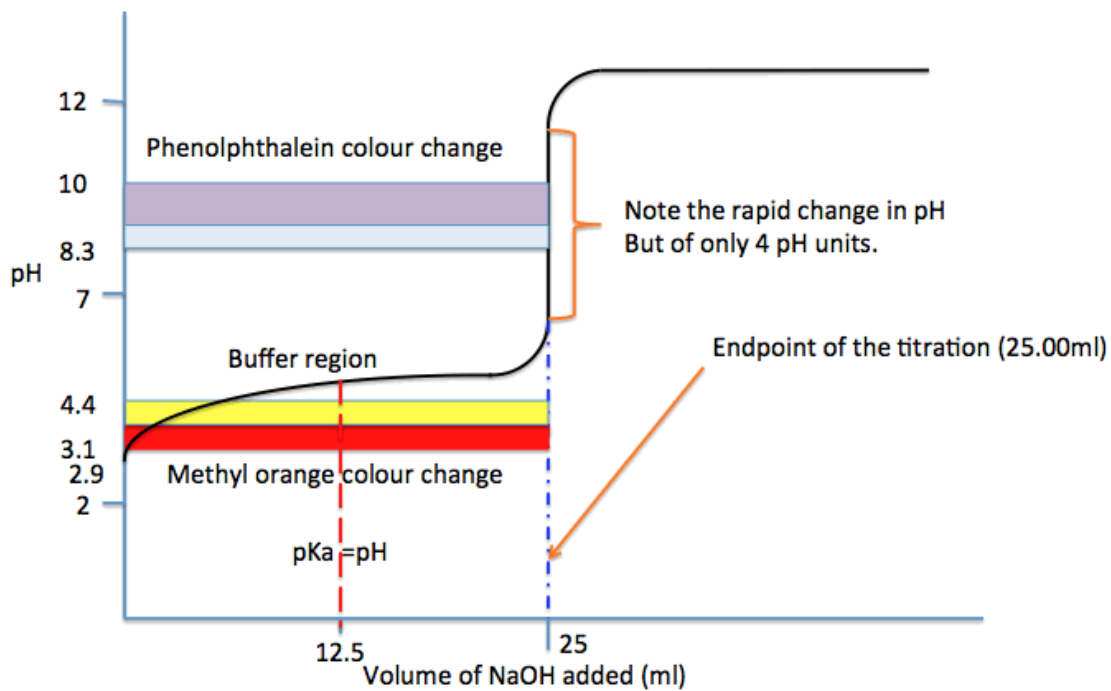 12
Phenolphthalein colour change
10
Note the rapid change in pH
But of only 4 pH units.
8.3
pH
7
Endpoint of the titration (25.00ml)
Buffer region
4.4
3.1
2.9
Methyl orange colour change
2
pKa =pH
12.5
25
Volume of NaOH added (ml)